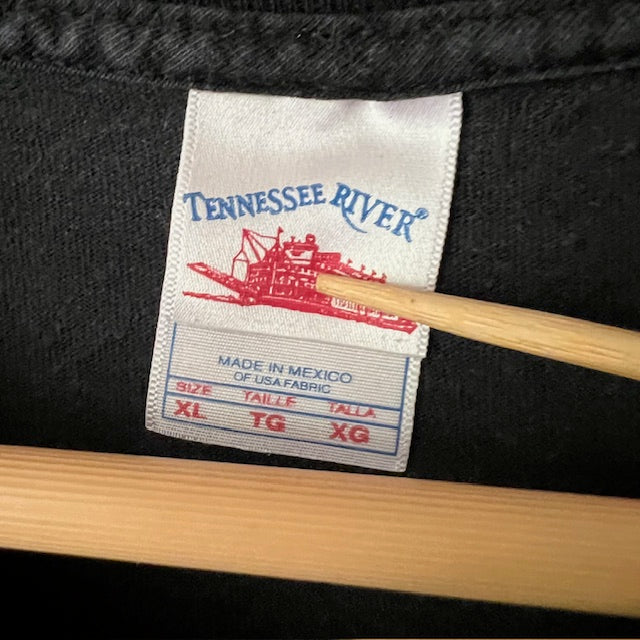 TENNESSEE RIVER®
MADE IN MEXICO
OF USA FABRIC
SIZE TAILLE TALLA
XL TG XG